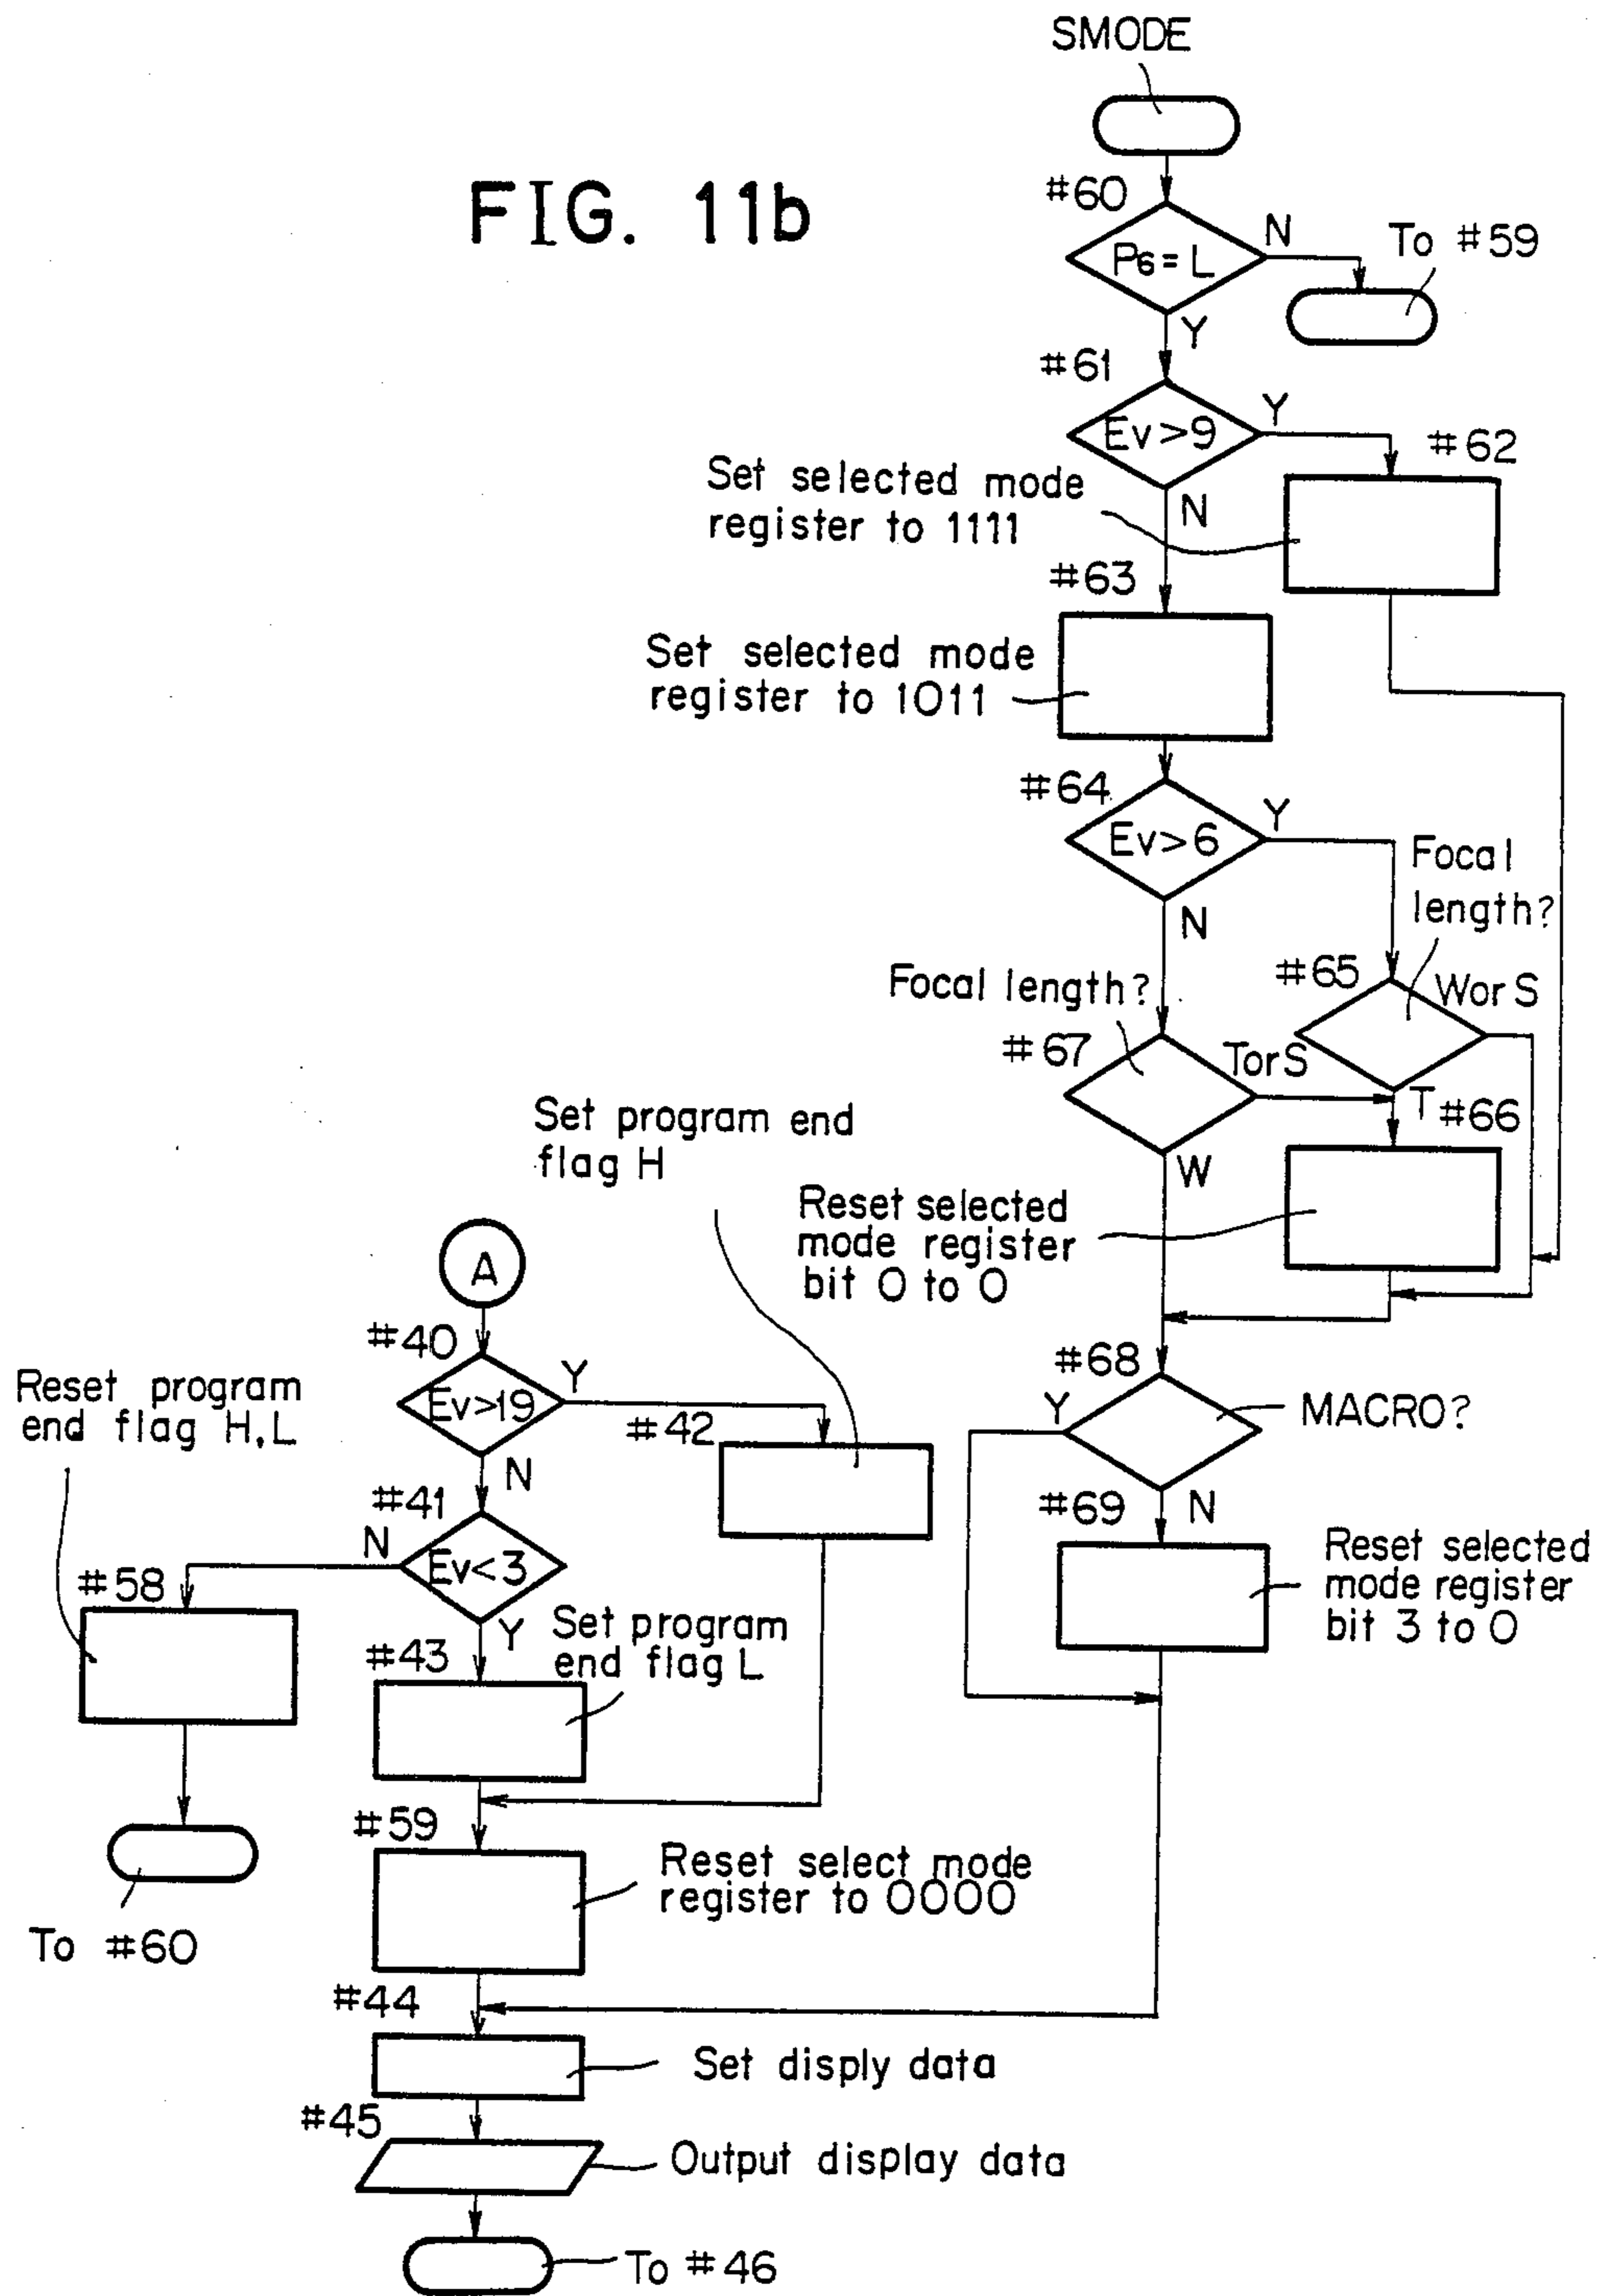 FIG. 11b
SMODE
#60
P6=L
N
To #59
Y
#61
Ev>9
Y
#62
Set selected mode
register to 1111
N
#63
Set selected mode
register to 1011
#64
Ev>6
Y
Focal
length?
N
#65
WorS
Focal length?
#67
TorS
T
#66
W
Reset selected
mode register
bit 0 to 0
Set program end
flag H
A
#40
Ev>19
Y
#42
N
Reset program
end flag H,L
#41
Ev<3
N
#58
Y
Set program
end flag L
#43
#68
Y
MACRO?
N
#69
Reset selected
mode register
bit 3 to 0
To #60
#59
Reset select mode
register to 0000
#44
Set disply data
#45
Output display data
To #46